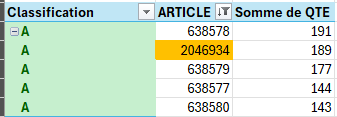 Classification ARTICLE Somme de QTE
A 638578 191
A 2046934 189
A 638579 177
A 638577 144
A 638580 143